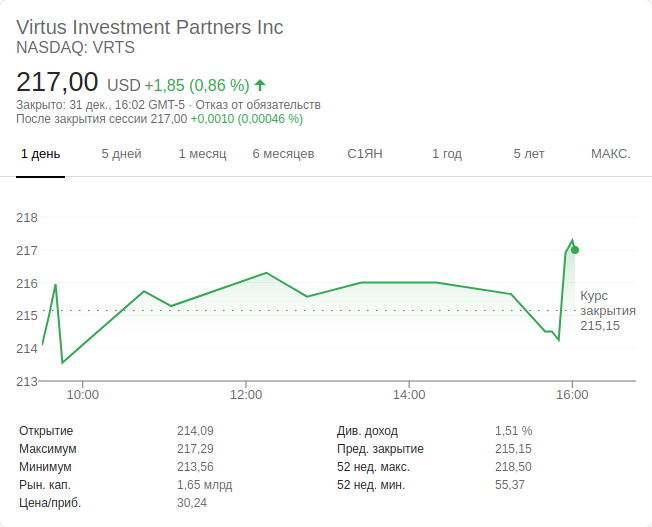 Virtus Investment Partners Inc
NASDAQ: VRTS
217,00 USD +1,85 (0,86 %)
Закрыто: 31 дек., 16:02 GMT-5 · Отказ от обязательств
После закрытия сессии 217,00 +0,0010 (0,00046 %)
1 день 5 дней 1 месяц 6 месяцев С1ЯН 1 год 5 лет МАКС.
218
217
216
215
214
213
Курс
закрытия
215,15
10:00 12:00 14:00 16:00
Открытие 214,09 Див. доход 1,51 %
Максимум 217,29 Пред. закрытие 215,15
Минимум 213,56 52 нед. макс. 218,50
Рын. кап. 1,65 млрд 52 нед. мин. 55,37
Цена/приб. 30,24